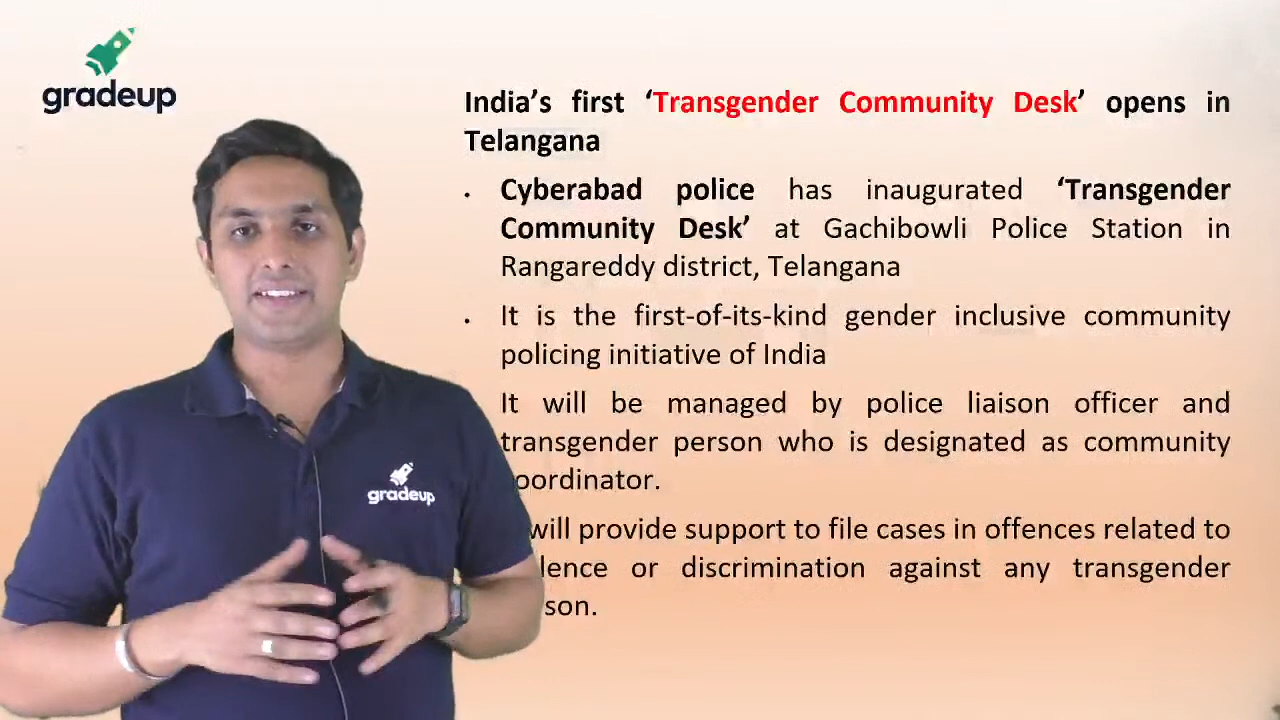 gradeup
India's first ‘Transgender Community Desk’ opens in
Telangana
• Cyberabad police has inaugurated ‘Transgender
Community Desk’ at Gachibowli Police Station in
Rangareddy district, Telangana
• It is the first-of-its-kind gender inclusive community
policing initiative of India
It will be managed by police liaison officer and
transgender person who is designated as community
oordinator.
will provide support to file cases in offences related to
lence or discrimination against any transgender
son.
gradeup